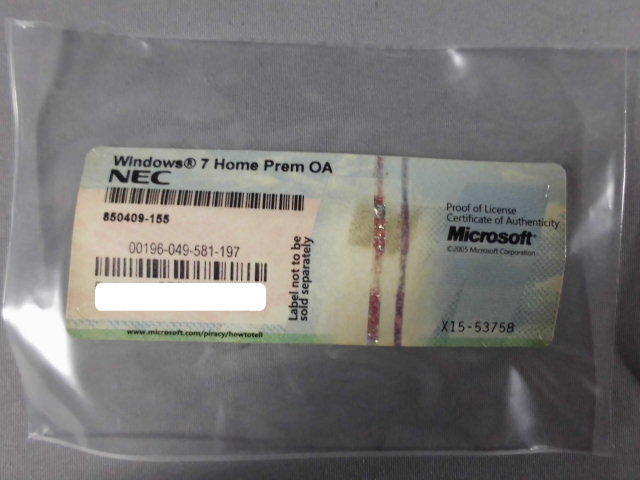 Windows® 7 Home Prem OA
NEC
850409-155
00196-049-581-197
Label not to be
sold separately
www.microsoft.com/piracy/howtotell
Proof of License
Certificate of Authenticity
Microsoft®
©2005 Microsoft Corporation
X15-53758